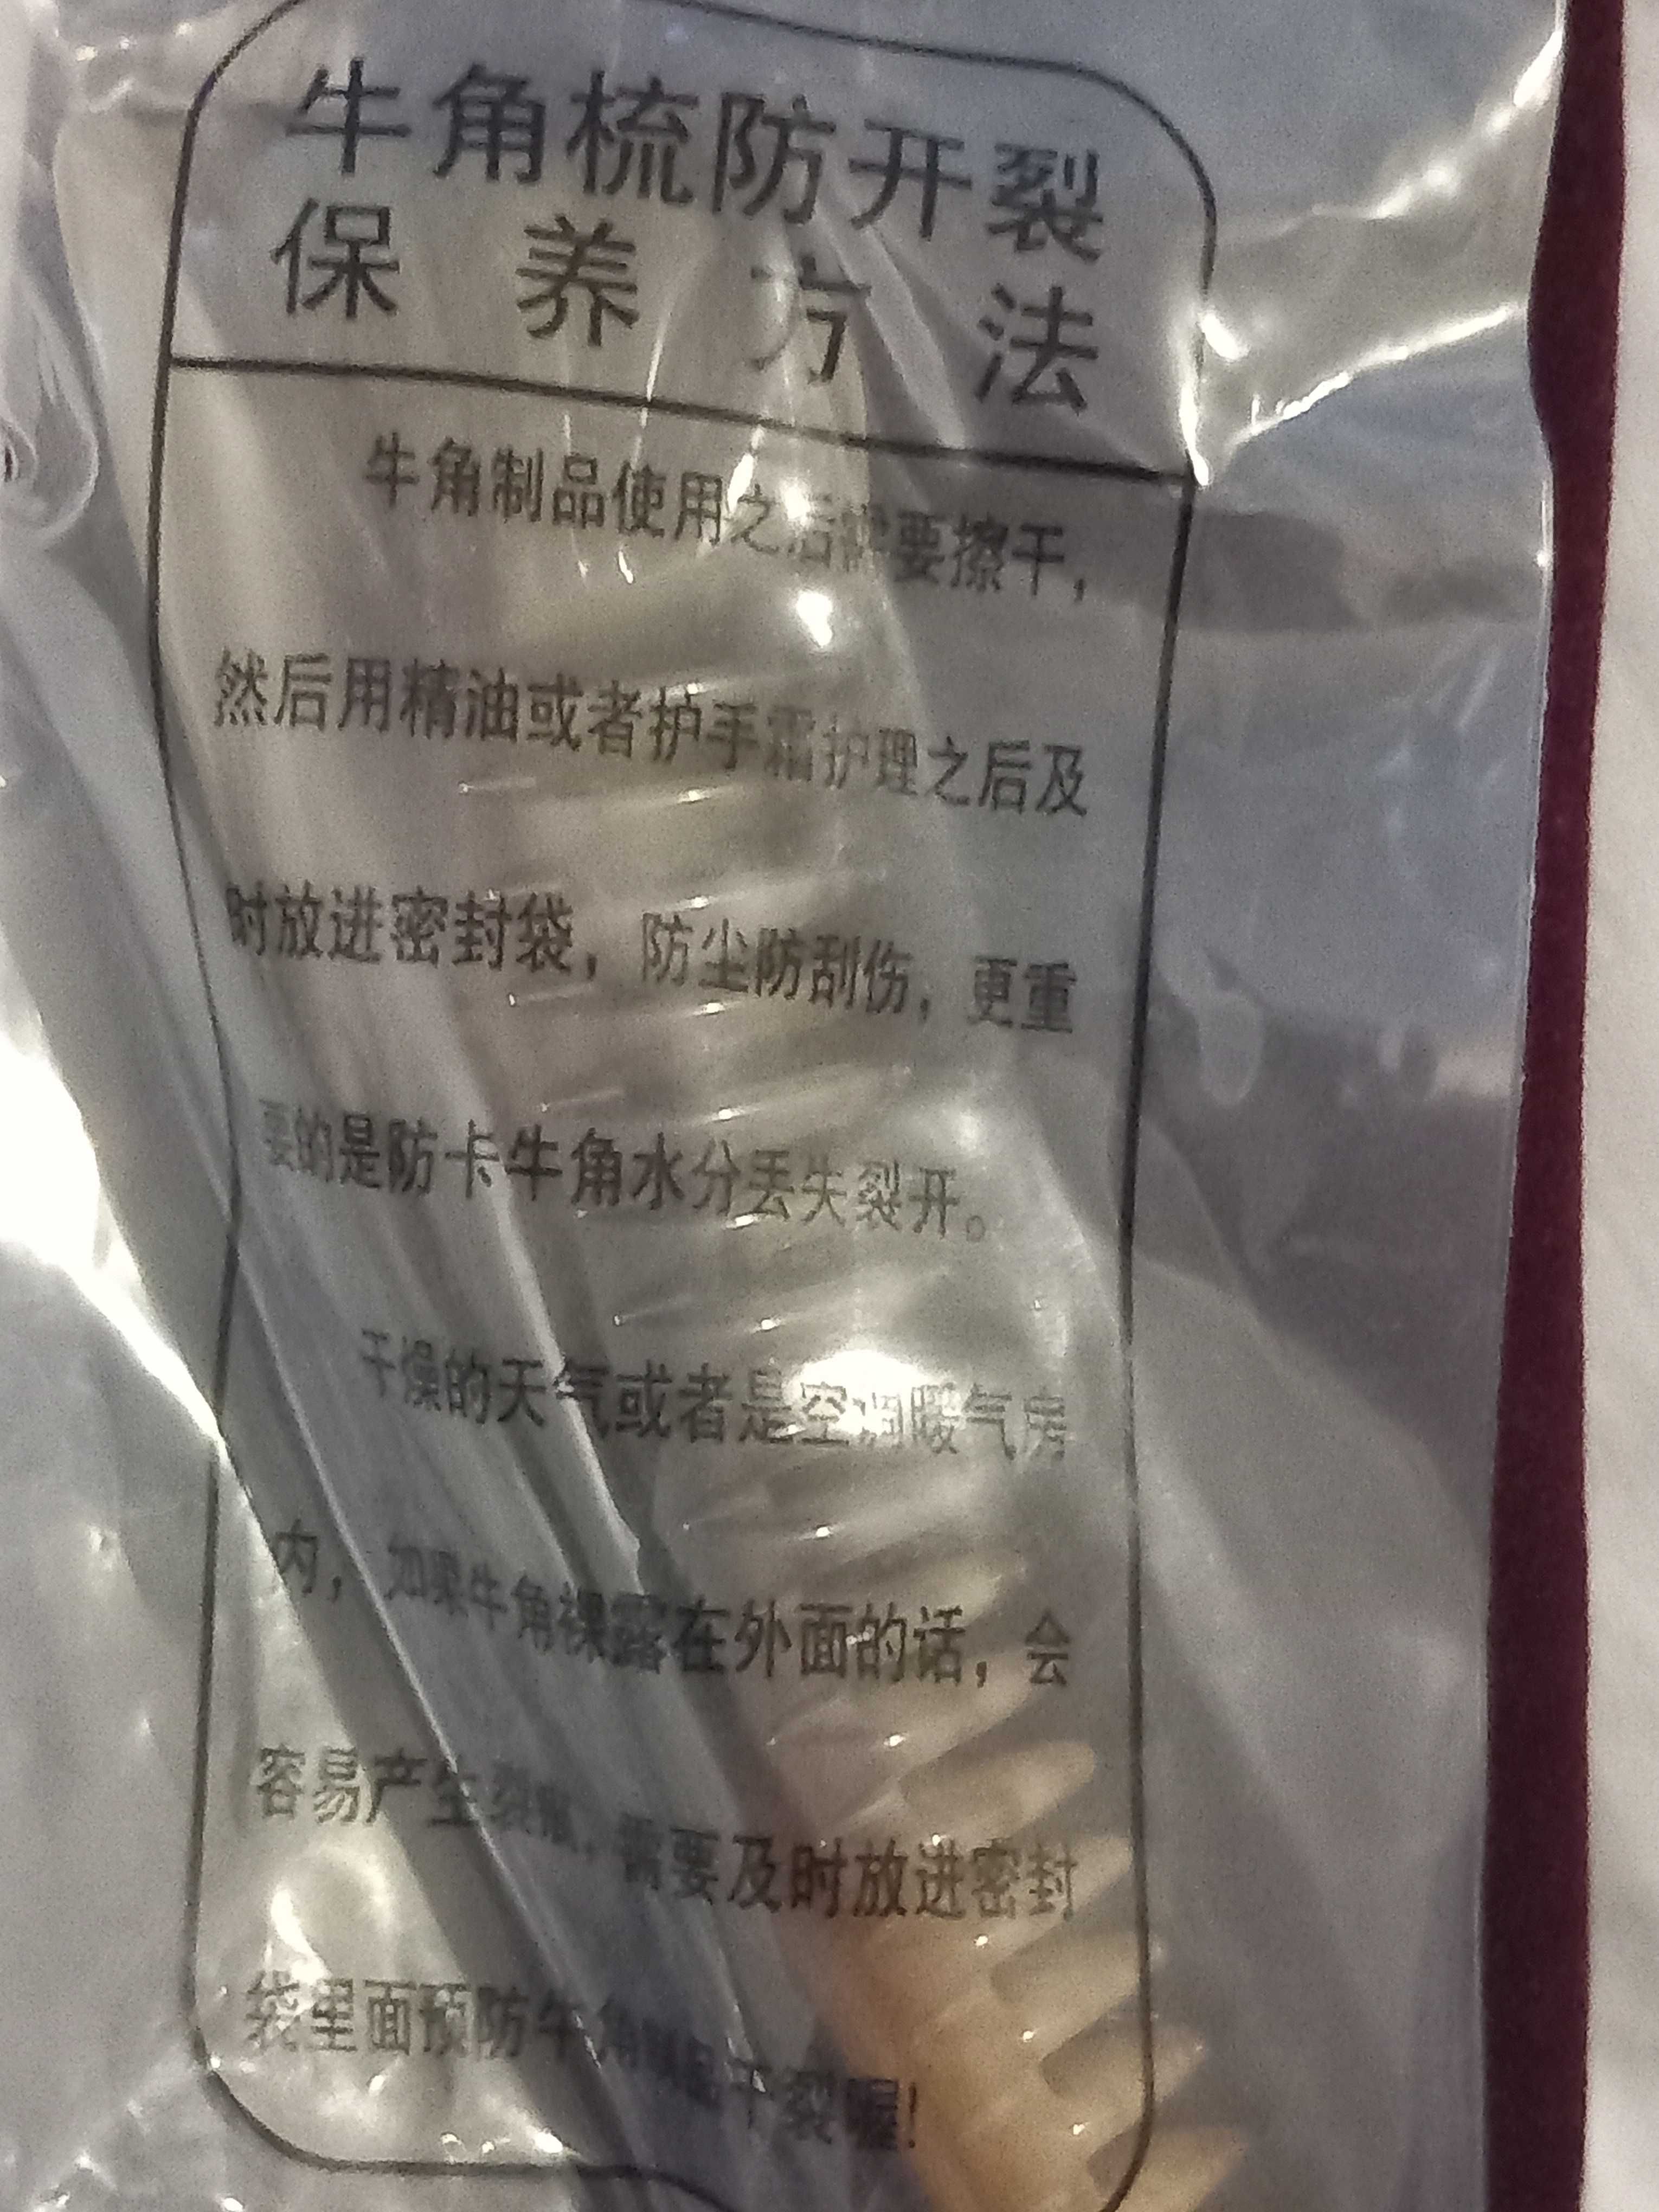 牛角梳防开裂
保养方法
牛角制品使用之后需要擦干，
然后用精油或者护手霜护理之后及
时放进密封袋，防尘防刮伤，更重
要的是防卡牛角水分丢失裂开。
干燥的天气或者是空调暖气房
内，如果牛角裸露在外面的话，会
容易产生裂痕，需要及时放进密封
袋里面预防牛角 干裂喔！